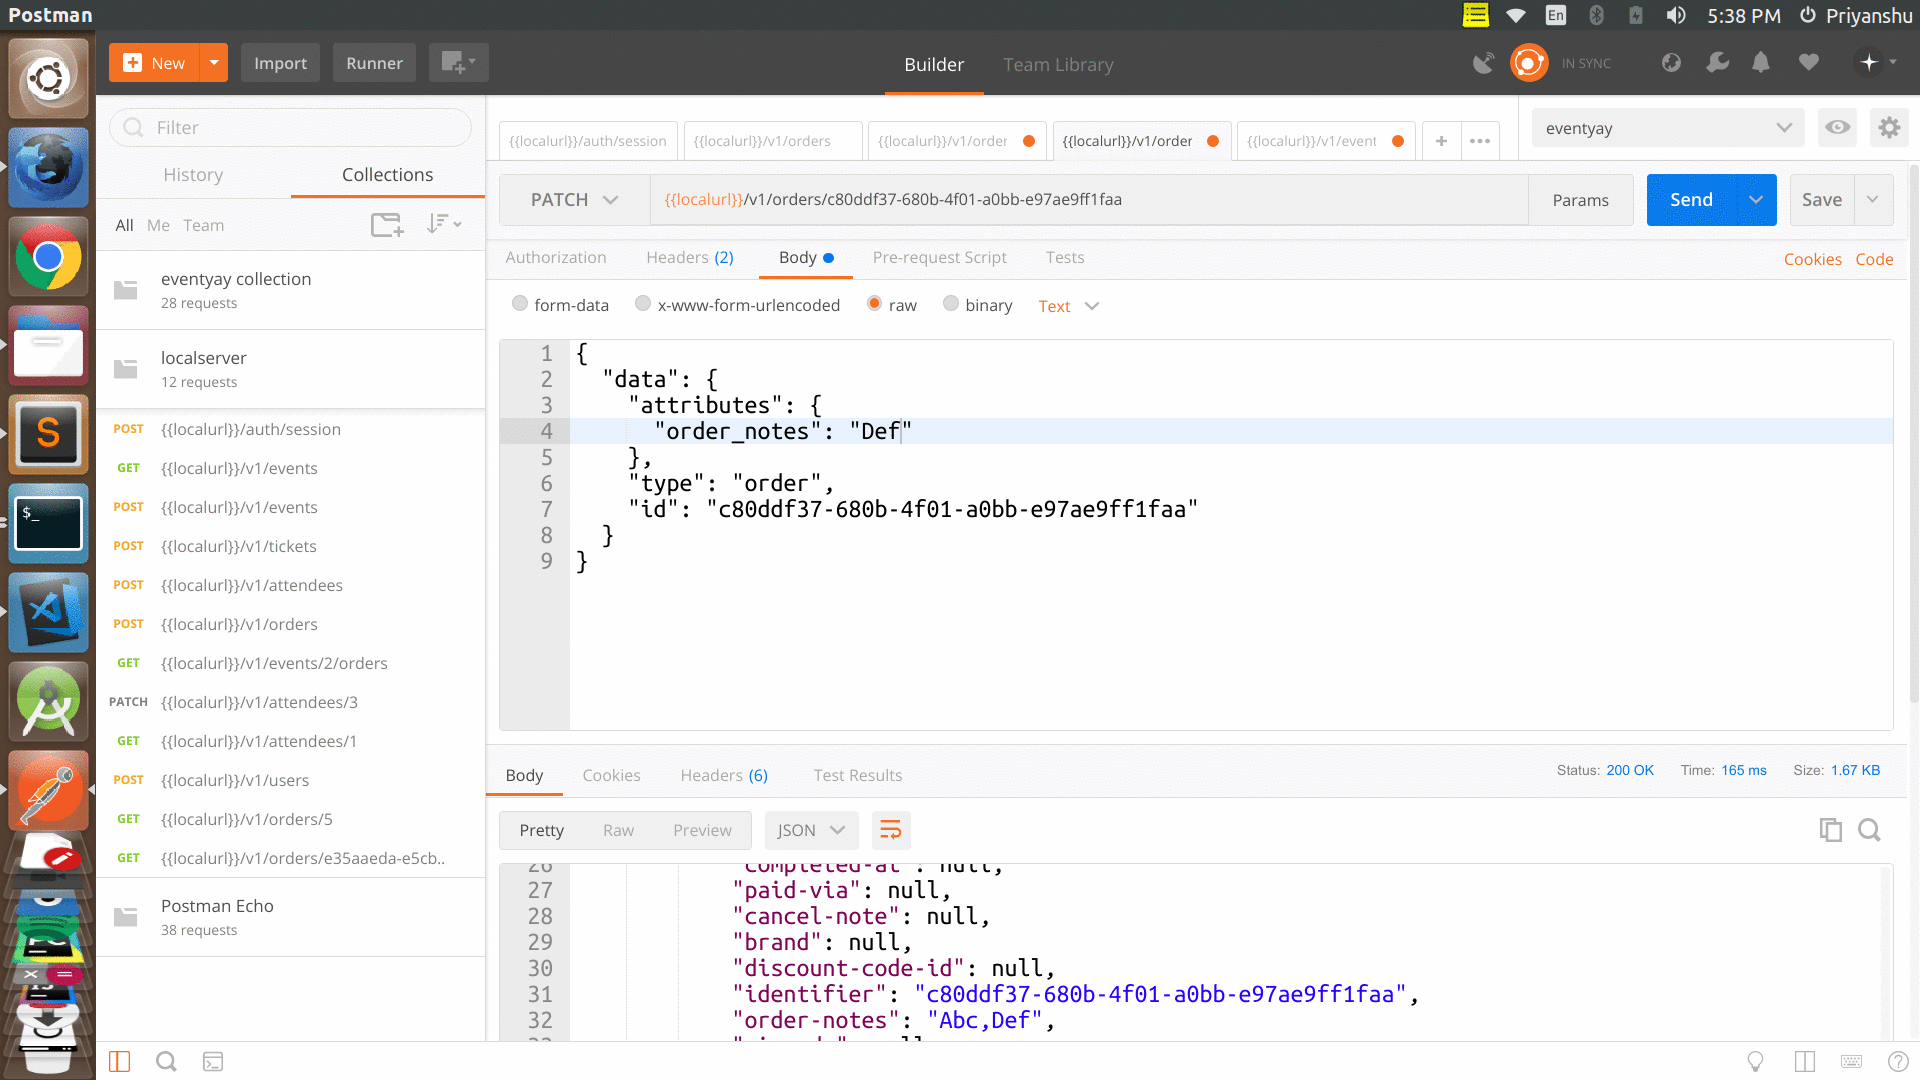 Postman
En
5:38 PM
Priyanshu
New
Import
Runner
Builder
Team Library
IN SYNC
Filter
History
Collections
All
Me
Team
eventyay collection
28 requests
localserver
12 requests
POST {{localurl}}/auth/session
GET {{localurl}}/v1/events
POST {{localurl}}/v1/events
POST {{localurl}}/v1/tickets
POST {{localurl}}/v1/attendees
POST {{localurl}}/v1/orders
GET {{localurl}}/v1/events/2/orders
PATCH {{localurl}}/v1/attendees/3
GET {{localurl}}/v1/attendees/1
POST {{localurl}}/v1/users
GET {{localurl}}/v1/orders/5
GET {{localurl}}/v1/orders/e35aaeda-e5cb..
Postman Echo
38 requests
{{localurl}}/auth/session
{{localurl}}/v1/orders
{{localurl}}/v1/order
{{localurl}}/v1/order
{{localurl}}/v1/event
eventyay
PATCH
{{localurl}}/v1/orders/c80ddf37-680b-4f01-a0bb-e97ae9ff1faa
Params
Send
Save
Authorization
Headers (2)
Body
Pre-request Script
Tests
Cookies
Code
form-data
x-www-form-urlencoded
raw
binary
Text
1 {
2 "data": {
3 "attributes": {
4 "order_notes": "Def"
5 },
6 "type": "order",
7 "id": "c80ddf37-680b-4f01-a0bb-e97ae9ff1faa"
8 }
9 }
Body
Cookies
Headers (6)
Test Results
Status: 200 OK
Time: 165 ms
Size: 1.67 KB
Pretty
Raw
Preview
JSON
26 "completed-at": null,
27 "paid-via": null,
28 "cancel-note": null,
29 "brand": null,
30 "discount-code-id": null,
31 "identifier": "c80ddf37-680b-4f01-a0bb-e97ae9ff1faa",
32 "order-notes": "Abc,Def",